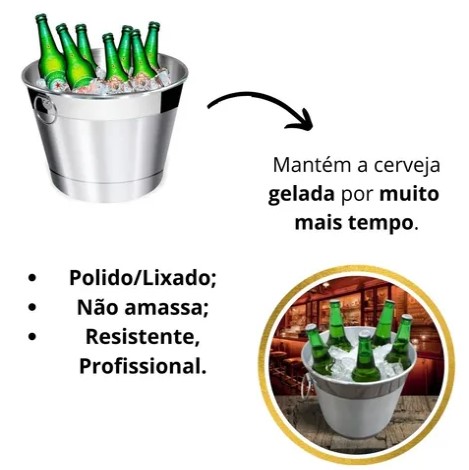 Mantém a cerveja
gelada por muito
mais tempo.
• Polido/Lixado;
• Não amassa;
• Resistente,
Profissional.